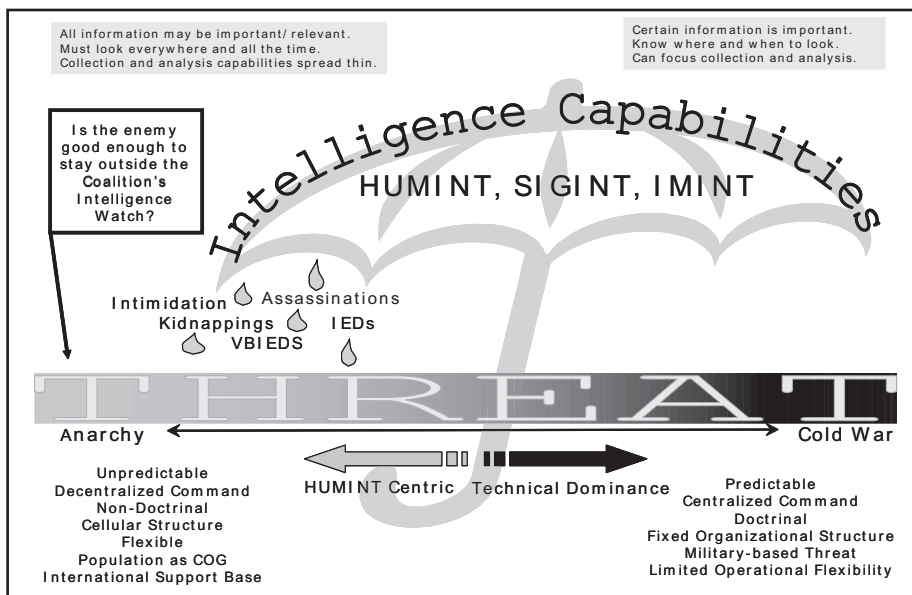 All information may be important/ relevant.
Must look everywhere and all the time.
Collection and analysis capabilities spread thin.
Certain information is important.
Know where and when to look.
Can focus collection and analysis.
Is the enemy
good enough to
stay outside the
Coalition's
Intelligence
Watch?
Intelligence Capabilities
HUMINT, SIGINT, IMINT
Intimidation
Assassinations
Kidnappings
IEDs
VBIEDS
THREAT
Anarchy
Cold War
HUMINT Centric
Technical Dominance
Unpredictable
Decentralized Command
Non-Doctrinal
Cellular Structure
Flexible
Population as COG
International Support Base
Predictable
Centralized Command
Doctrinal
Fixed Organizational Structure
Military-based Threat
Limited Operational Flexibility